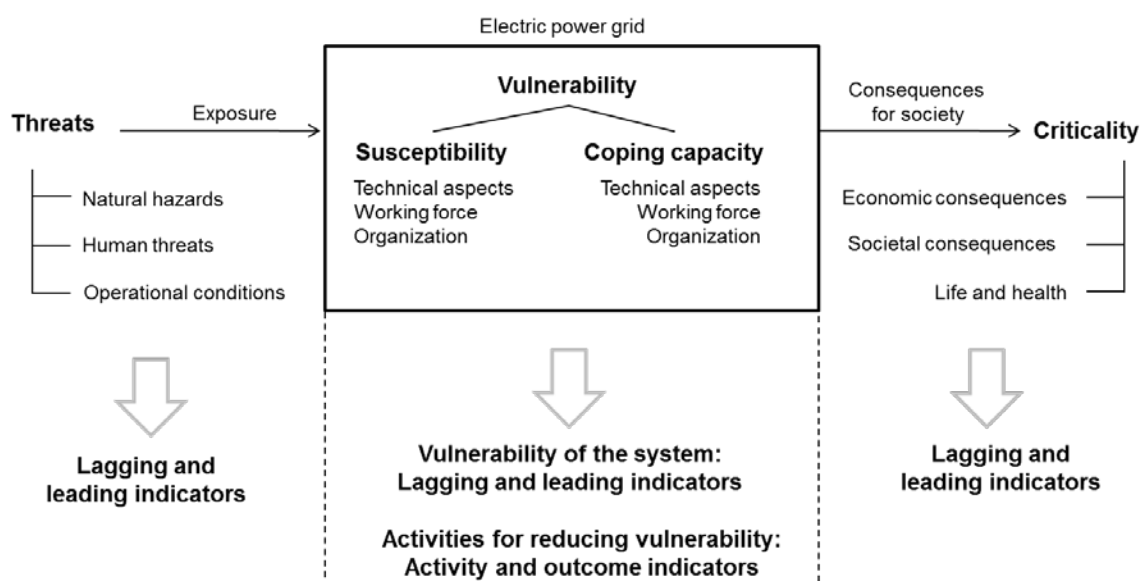 Electric power grid
Threats
Exposure
Natural hazards
Human threats
Operational conditions
Vulnerability
Susceptibility
Technical aspects
Working force
Organization
Coping capacity
Technical aspects
Working force
Organization
Consequences
for society
Criticality
Economic consequences
Societal consequences
Life and health
Lagging and
leading indicators
Vulnerability of the system:
Lagging and leading indicators
Activities for reducing vulnerability:
Activity and outcome indicators
Lagging and
leading indicators